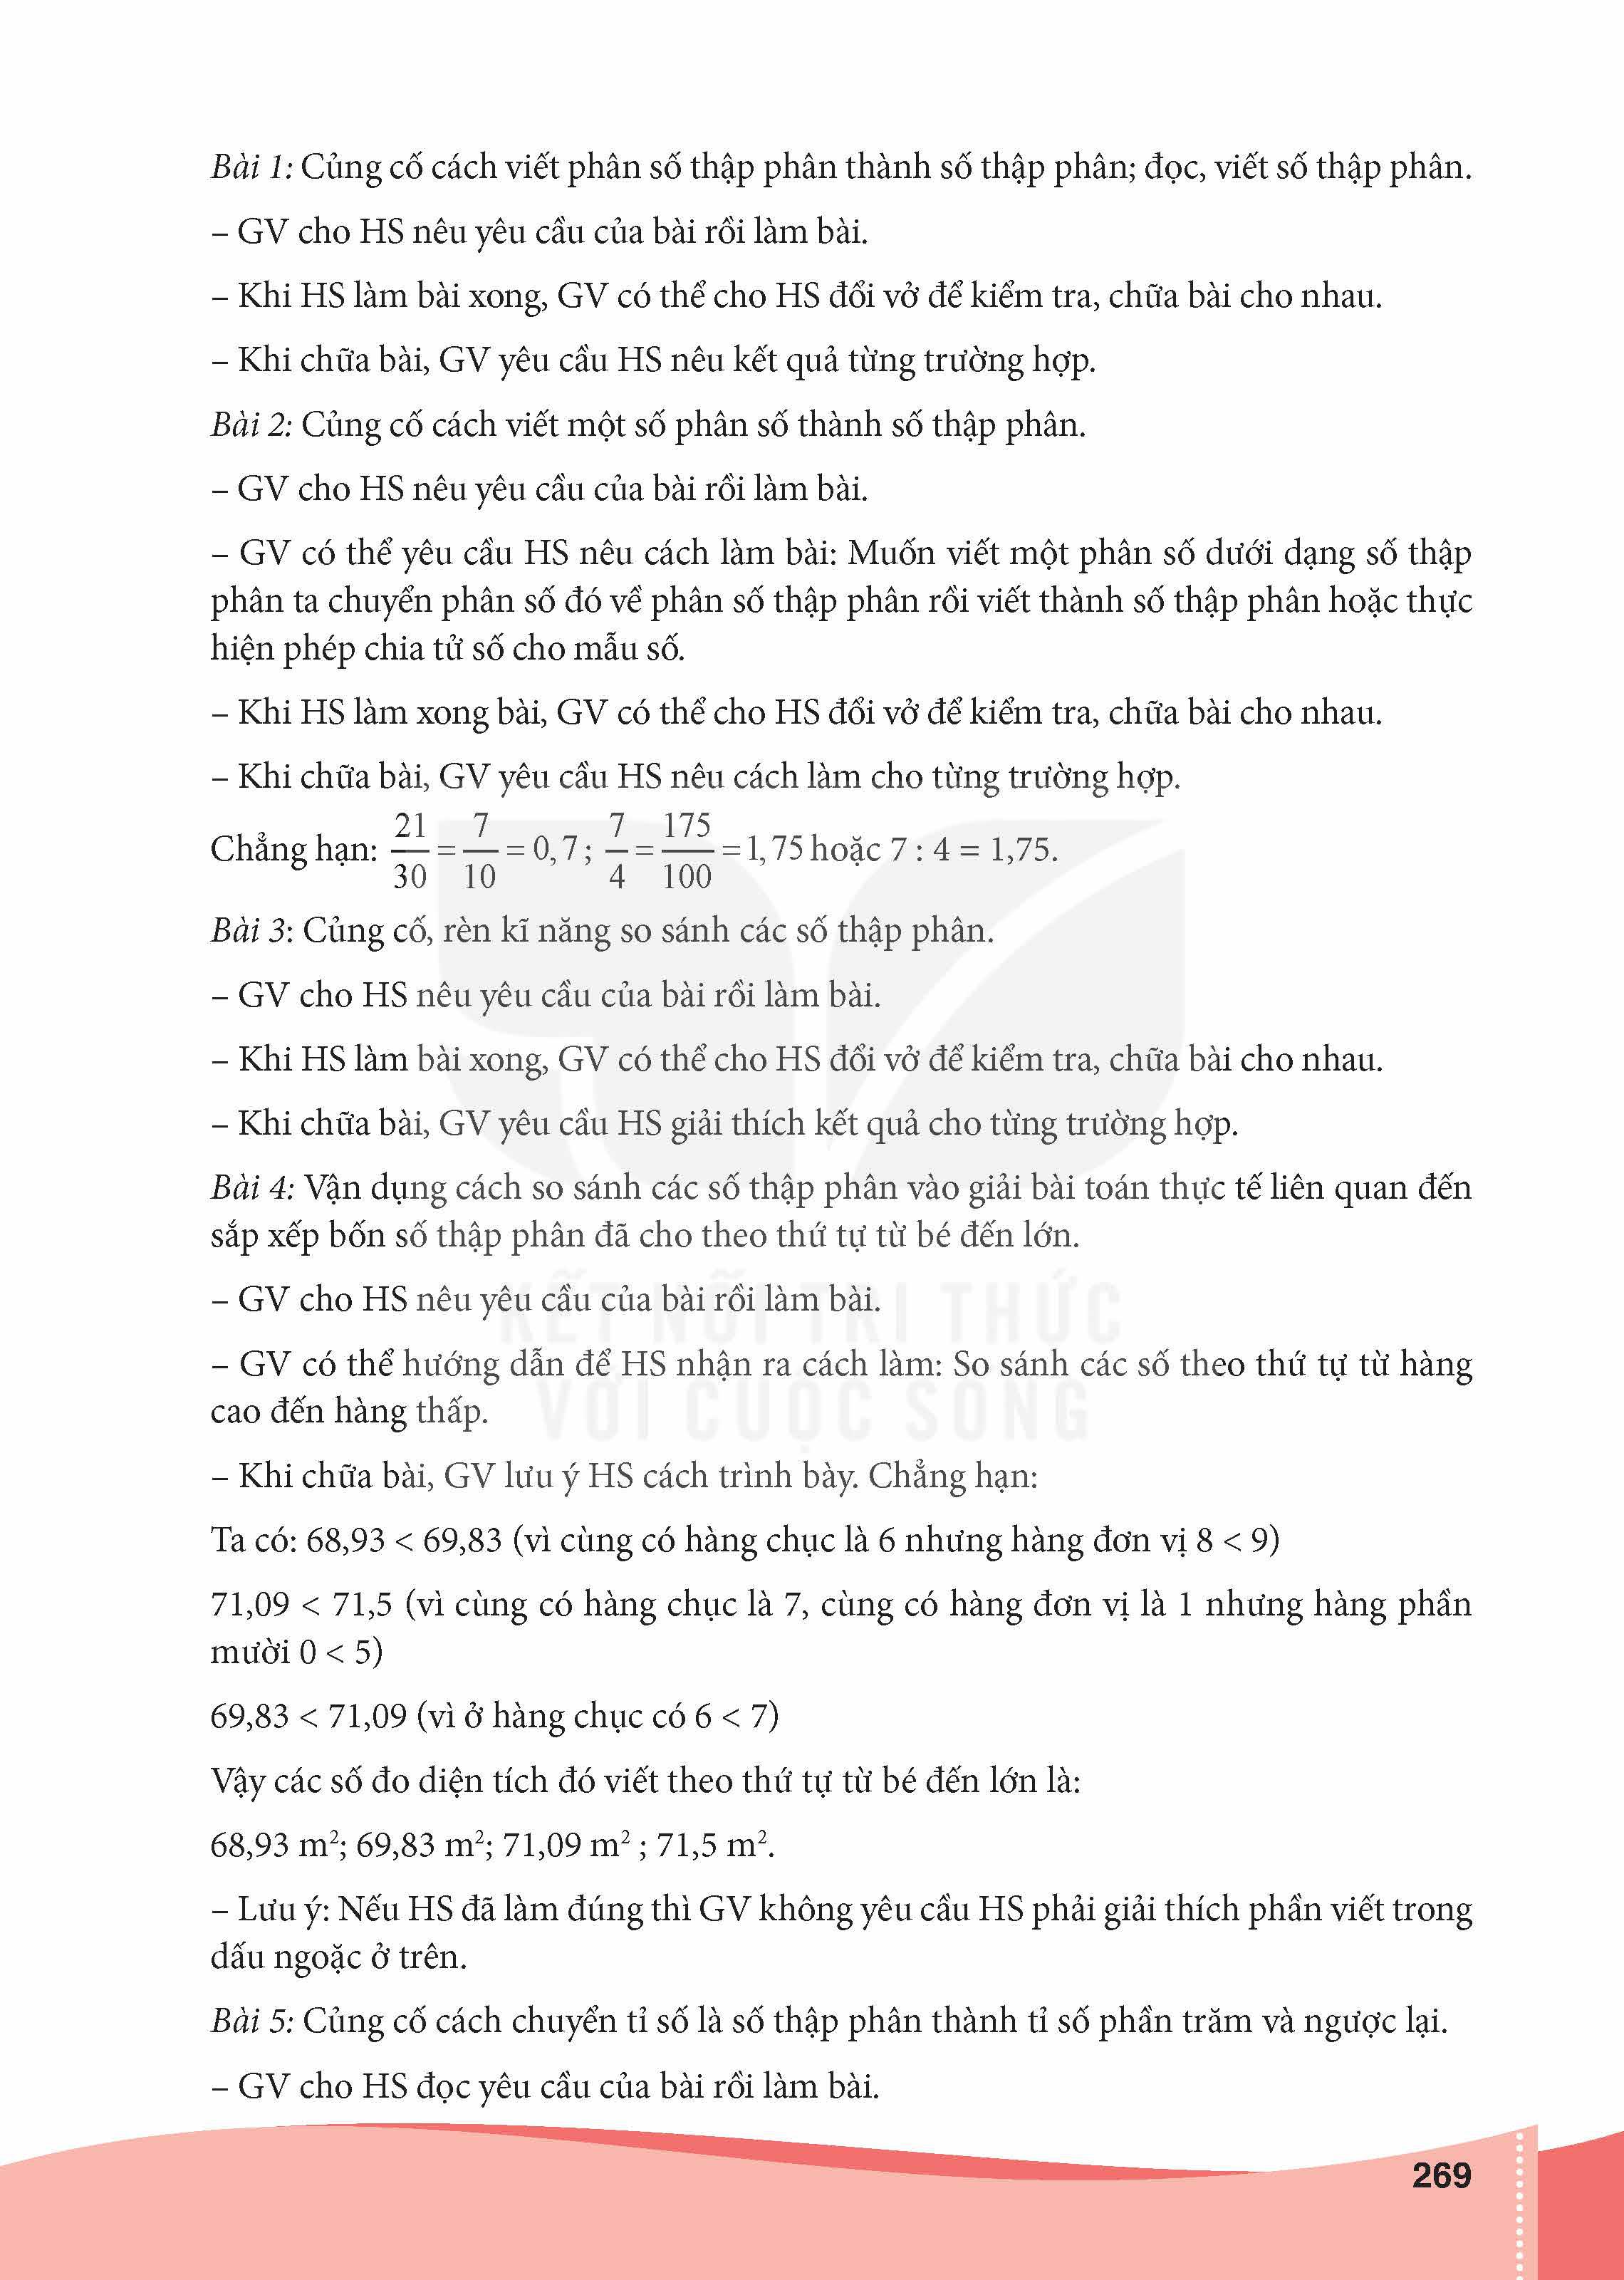 Bài 1: Củng cố cách viết phân số thập phân thành số thập phân; đọc, viết số thập phân.
– GV cho HS nêu yêu cầu của bài rồi làm bài.
– Khi HS làm bài xong, GV có thể cho HS đổi vở để kiểm tra, chữa bài cho nhau.
– Khi chữa bài, GV yêu cầu HS nêu kết quả từng trường hợp.
Bài 2: Củng cố cách viết một số phân số thành số thập phân.
– GV cho HS nêu yêu cầu của bài rồi làm bài.
– GV có thể yêu cầu HS nêu cách làm bài: Muốn viết một phân số dưới dạng số thập
phân ta chuyển phân số đó về phân số thập phân rồi viết thành số thập phân hoặc thực
hiện phép chia tử số cho mẫu số.
– Khi HS làm xong bài, GV có thể cho HS đổi vở để kiểm tra, chữa bài cho nhau.
– Khi chữa bài, GV yêu cầu HS nêu cách làm cho từng trường hợp.
Chẳng hạn: 21/30 = 7/10 = 0,7; 7/4 = 175/100 = 1,75 hoặc 7 : 4 = 1,75.
Bài 3: Củng cố, rèn kĩ năng so sánh các số thập phân.
– GV cho HS nêu yêu cầu của bài rồi làm bài.
– Khi HS làm bài xong, GV có thể cho HS đổi vở để kiểm tra, chữa bài cho nhau.
– Khi chữa bài, GV yêu cầu HS giải thích kết quả cho từng trường hợp.
Bài 4: Vận dụng cách so sánh các số thập phân vào giải bài toán thực tế liên quan đến
sắp xếp bốn số thập phân đã cho theo thứ tự từ bé đến lớn.
KẾT NỐI TRI THỨC
– GV cho HS nêu yêu cầu của bài rồi làm bài.
– GV có thể hướng dẫn để HS nhận ra cách làm: So sánh các số theo thứ tự từ hàng
cao đến hàng thấp.
VỚI CUỘC SỐNG
– Khi chữa bài, GV lưu ý HS cách trình bày. Chẳng hạn:
Ta có: 68,93 < 69,83 (vì cùng có hàng chục là 6 nhưng hàng đơn vị 8 < 9)
71,09 < 71,5 (vì cùng có hàng chục là 7, cùng có hàng đơn vị là 1 nhưng hàng phần
mười 0 < 5)
69,83 < 71,09 (vì ở hàng chục có 6 < 7)
Vậy các số đo diện tích đó viết theo thứ tự từ bé đến lớn là:
68,93 m²; 69,83 m²; 71,09 m² ; 71,5 m².
– Lưu ý: Nếu HS đã làm đúng thì GV không yêu cầu HS phải giải thích phần viết trong
dấu ngoặc ở trên.
Bài 5: Củng cố cách chuyển tỉ số là số thập phân thành tỉ số phần trăm và ngược lại.
– GV cho HS đọc yêu cầu của bài rồi làm bài.
269